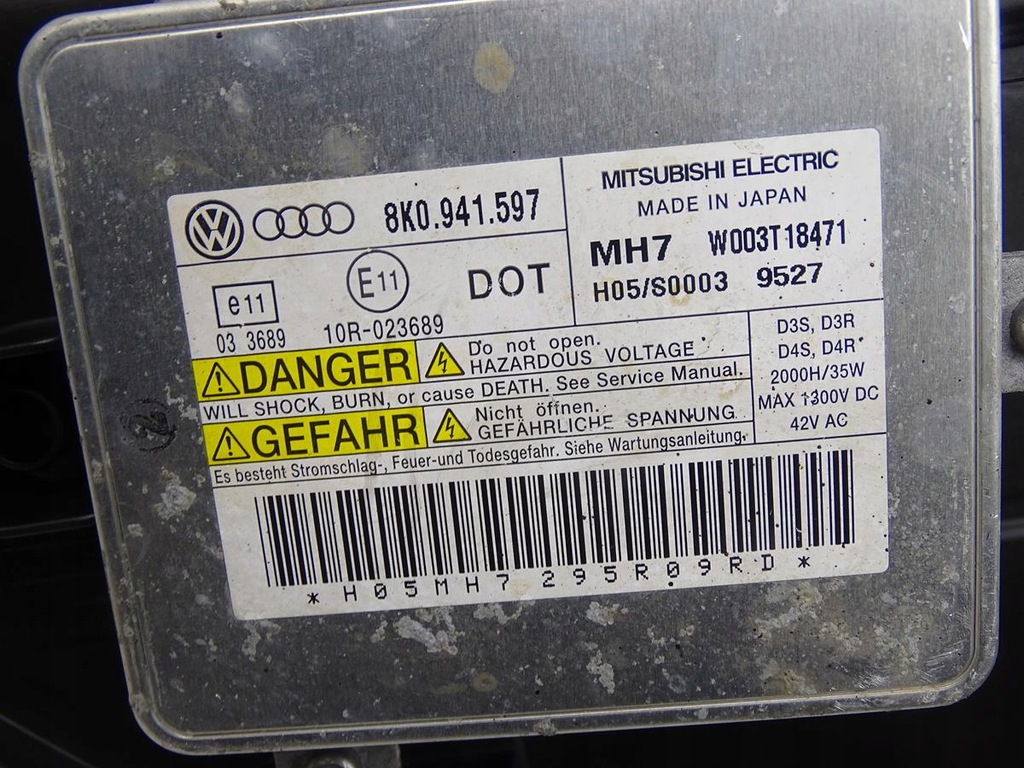 8K0.941.597
MITSUBISHI ELECTRIC
MADE IN JAPAN
MH7 W003T18471
H05/S0003 9527
e11
03 3689
E11
10R-023689
DOT
DANGER
Do not open.
HAZARDOUS VOLTAGE
WILL SHOCK, BURN, or cause DEATH. See Service Manual.
GEFAHR
Nicht öffnen.
GEFÄHRLICHE SPANNUNG
Es besteht Stromschlag-, Feuer-und Todesgefahr. Siehe Wartungsanleitung.
D3S, D3R
D4S, D4R
2000H/35W
MAX 1300V DC
42V AC
* H05MH7295R09RD *